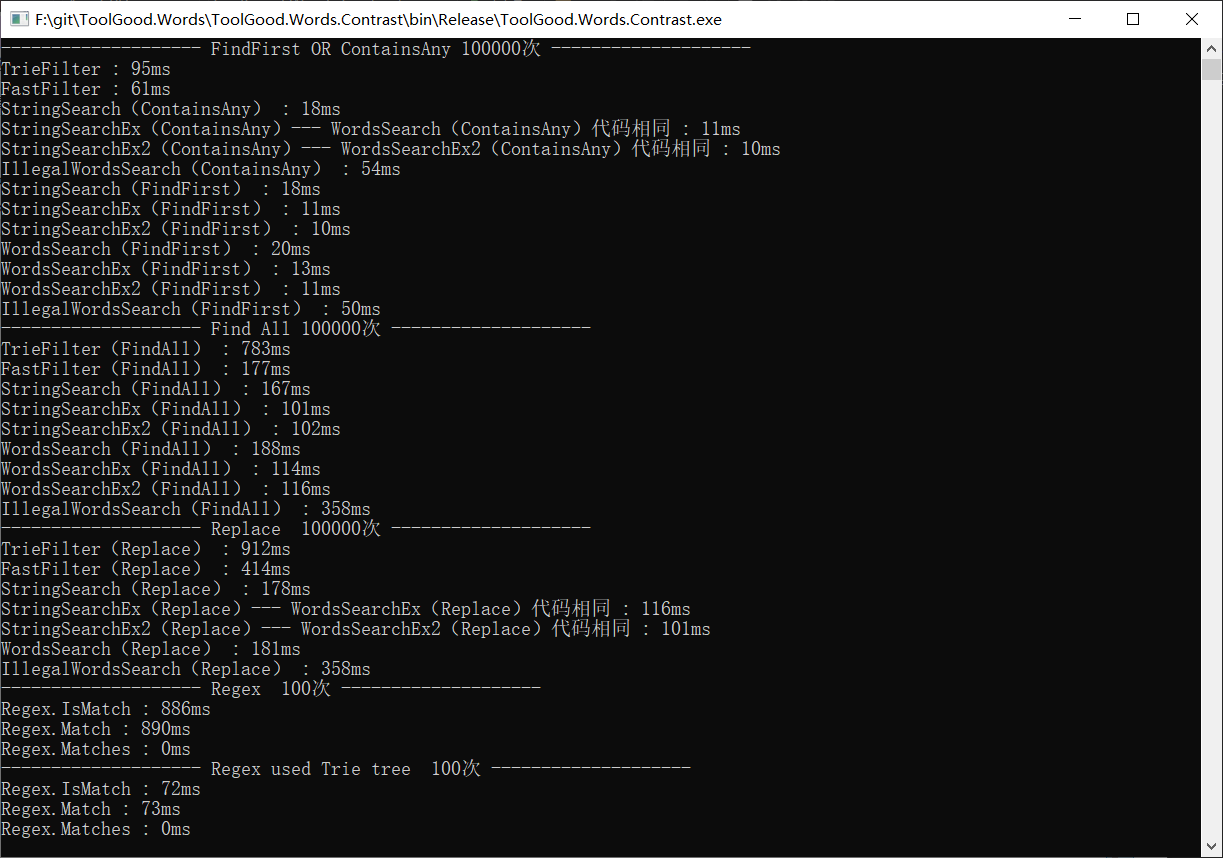 F:\git\ToolGood.Words\ToolGood.Words.Contrast\bin\Release\ToolGood.Words.Contrast.exe
-------------------- FindFirst OR ContainsAny 100000次 --------------------
TrieFilter : 95ms
FastFilter : 61ms
StringSearch（ContainsAny） : 18ms
StringSearchEx（ContainsAny）--- WordsSearch（ContainsAny）代码相同 : 11ms
StringSearchEx2（ContainsAny）--- WordsSearchEx2（ContainsAny）代码相同 : 10ms
IllegalWordsSearch（ContainsAny） : 54ms
StringSearch（FindFirst） : 18ms
StringSearchEx（FindFirst） : 11ms
StringSearchEx2（FindFirst） : 10ms
WordsSearch（FindFirst） : 20ms
WordsSearchEx（FindFirst） : 13ms
WordsSearchEx2（FindFirst） : 11ms
IllegalWordsSearch（FindFirst） : 50ms
-------------------- Find All 100000次 --------------------
TrieFilter（FindAll） : 783ms
FastFilter（FindAll） : 177ms
StringSearch（FindAll） : 167ms
StringSearchEx（FindAll） : 101ms
StringSearchEx2（FindAll） : 102ms
WordsSearch（FindAll） : 188ms
WordsSearchEx（FindAll） : 114ms
WordsSearchEx2（FindAll） : 116ms
IllegalWordsSearch（FindAll） : 358ms
-------------------- Replace  100000次 --------------------
TrieFilter（Replace） : 912ms
FastFilter（Replace） : 414ms
StringSearch（Replace） : 178ms
StringSearchEx（Replace）--- WordsSearchEx（Replace）代码相同 : 116ms
StringSearchEx2（Replace）--- WordsSearchEx2（Replace）代码相同 : 101ms
WordsSearch（Replace） : 181ms
IllegalWordsSearch（Replace） : 358ms
-------------------- Regex  100次 --------------------
Regex.IsMatch : 886ms
Regex.Match : 890ms
Regex.Matches : 0ms
-------------------- Regex used Trie tree  100次 --------------------
Regex.IsMatch : 72ms
Regex.Match : 73ms
Regex.Matches : 0ms